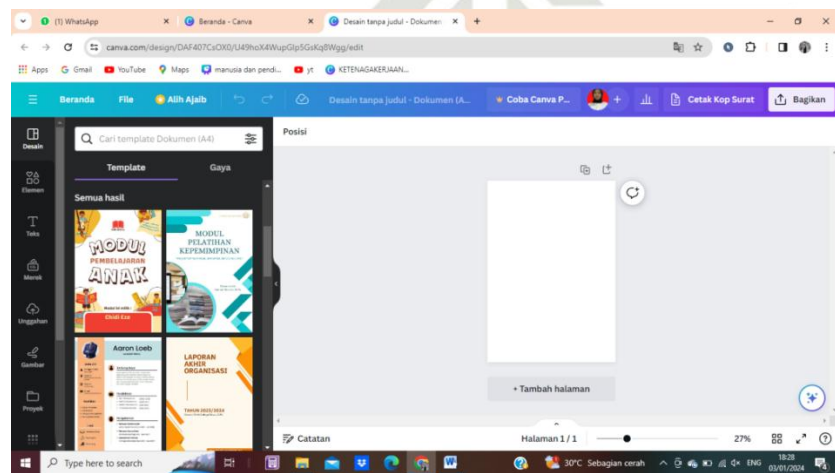 (1) WhatsApp
Beranda - Canva
Desain tanpa judul - Dokumen
canva.com/design/DAF407CsOX0/U49hoX4WupGlp5GsKq8Wgg/edit
Apps Gmail YouTube Maps manusia dan pendi... yt KETENAGAKERJAAN...
Beranda File Alih Ajaib Desain tanpa judul - Dokumen (A... Coba Canva P... Cetak Kop Surat Bagikan
Desain
Elemen
Teks
Merek
Unggahan
Gambar
Proyek
Cari template Dokumen (A4)
Template Gaya
Semua hasil
MODUL
PEMBELAJARAN
ANAK
MODUL
PELATIHAN
KEPEMIMPINAN
Aaron Loeb
LAPORAN
AKHIR
ORGANISASI
TAHUN 2023/2024
Posisi
+ Tambah halaman
Catatan
Halaman 1 / 1
27%
Type here to search
30°C Sebagian cerah
ENG
18:28
03/01/2024